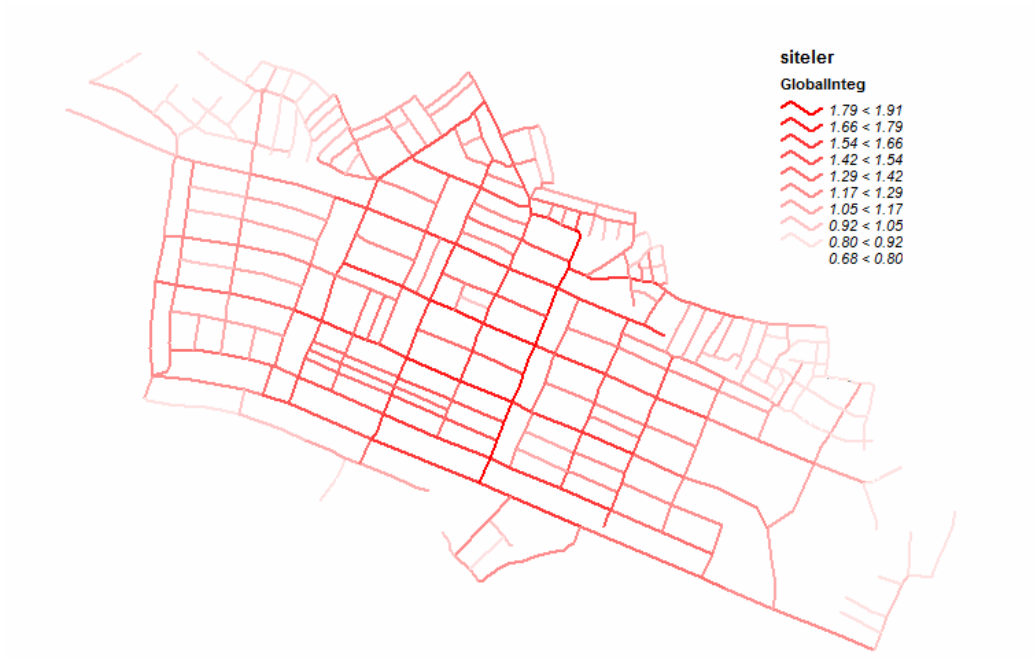 siteler
GlobalInteg
1.79 < 1.91
1.66 < 1.79
1.54 < 1.66
1.42 < 1.54
1.29 < 1.42
1.17 < 1.29
1.05 < 1.17
0.92 < 1.05
0.80 < 0.92
0.68 < 0.80